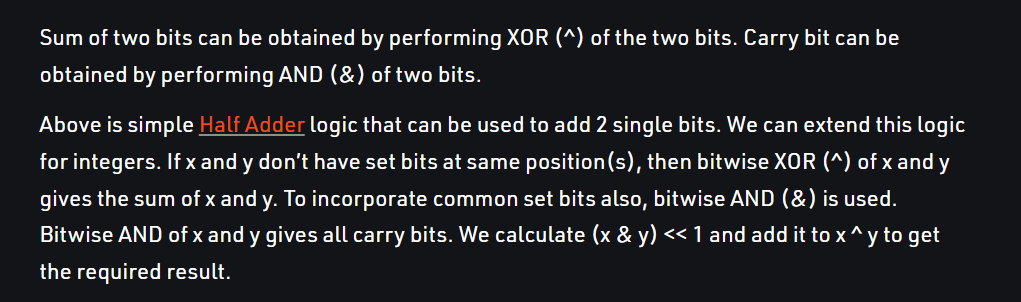 Sum of two bits can be obtained by performing XOR (^) of the two bits. Carry bit can be
obtained by performing AND (&) of two bits.
Above is simple Half Adder logic that can be used to add 2 single bits. We can extend this logic
for integers. If x and y don’t have set bits at same position(s), then bitwise XOR (^) of x and y
gives the sum of x and y. To incorporate common set bits also, bitwise AND (&) is used.
Bitwise AND of x and y gives all carry bits. We calculate (x & y) << 1 and add it to x ^ y to get
the required result.